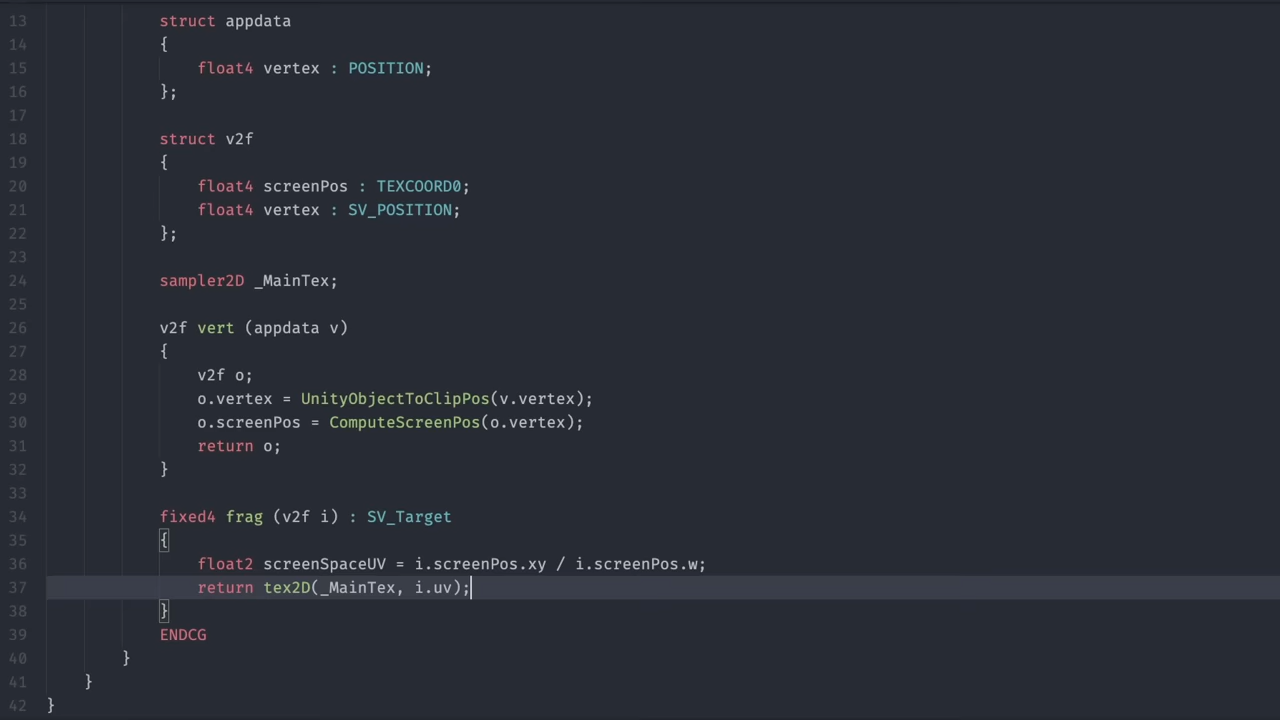 13 struct appdata
14 {
15 float4 vertex : POSITION;
16 };
17
18 struct v2f
19 {
20 float4 screenPos : TEXCOORD0;
21 float4 vertex : SV_POSITION;
22 };
23
24 sampler2D _MainTex;
25
26 v2f vert (appdata v)
27 {
28 v2f o;
29 o.vertex = UnityObjectToClipPos(v.vertex);
30 o.screenPos = ComputeScreenPos(o.vertex);
31 return o;
32 }
33
34 fixed4 frag (v2f i) : SV_Target
35 {
36 float2 screenSpaceUV = i.screenPos.xy / i.screenPos.w;
37 return tex2D(_MainTex, i.uv);
38 }
39 ENDCG
40 }
41 }
42 }